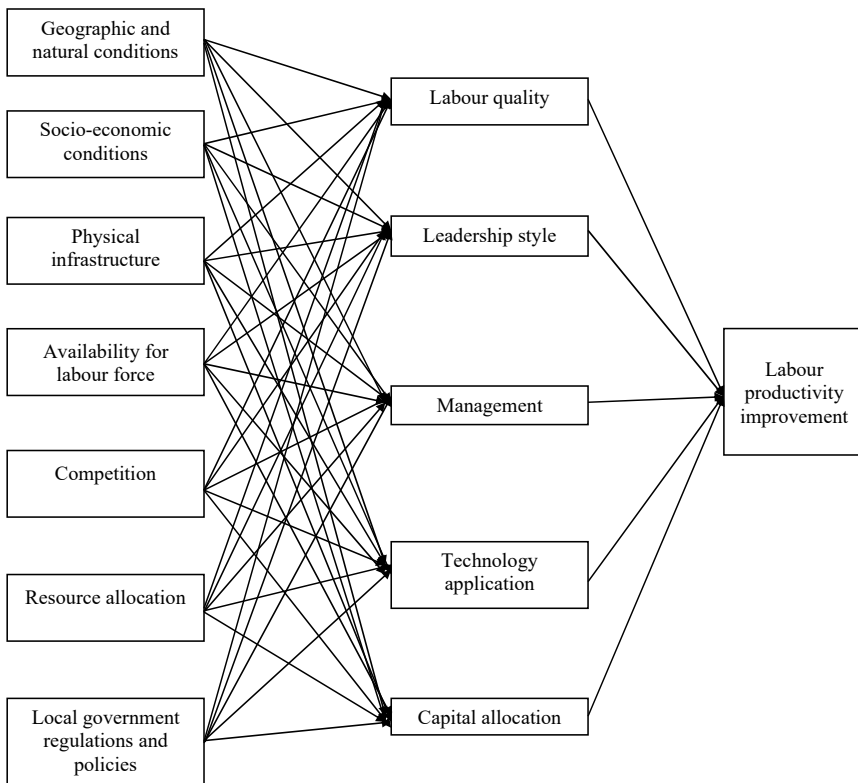 Geographic and
natural conditions
Socio-economic
conditions
Physical
infrastructure
Availability for
labour force
Competition
Resource allocation
Local government
regulations and
policies
Labour quality
Leadership style
Management
Technology
application
Capital allocation
Labour
productivity
improvement